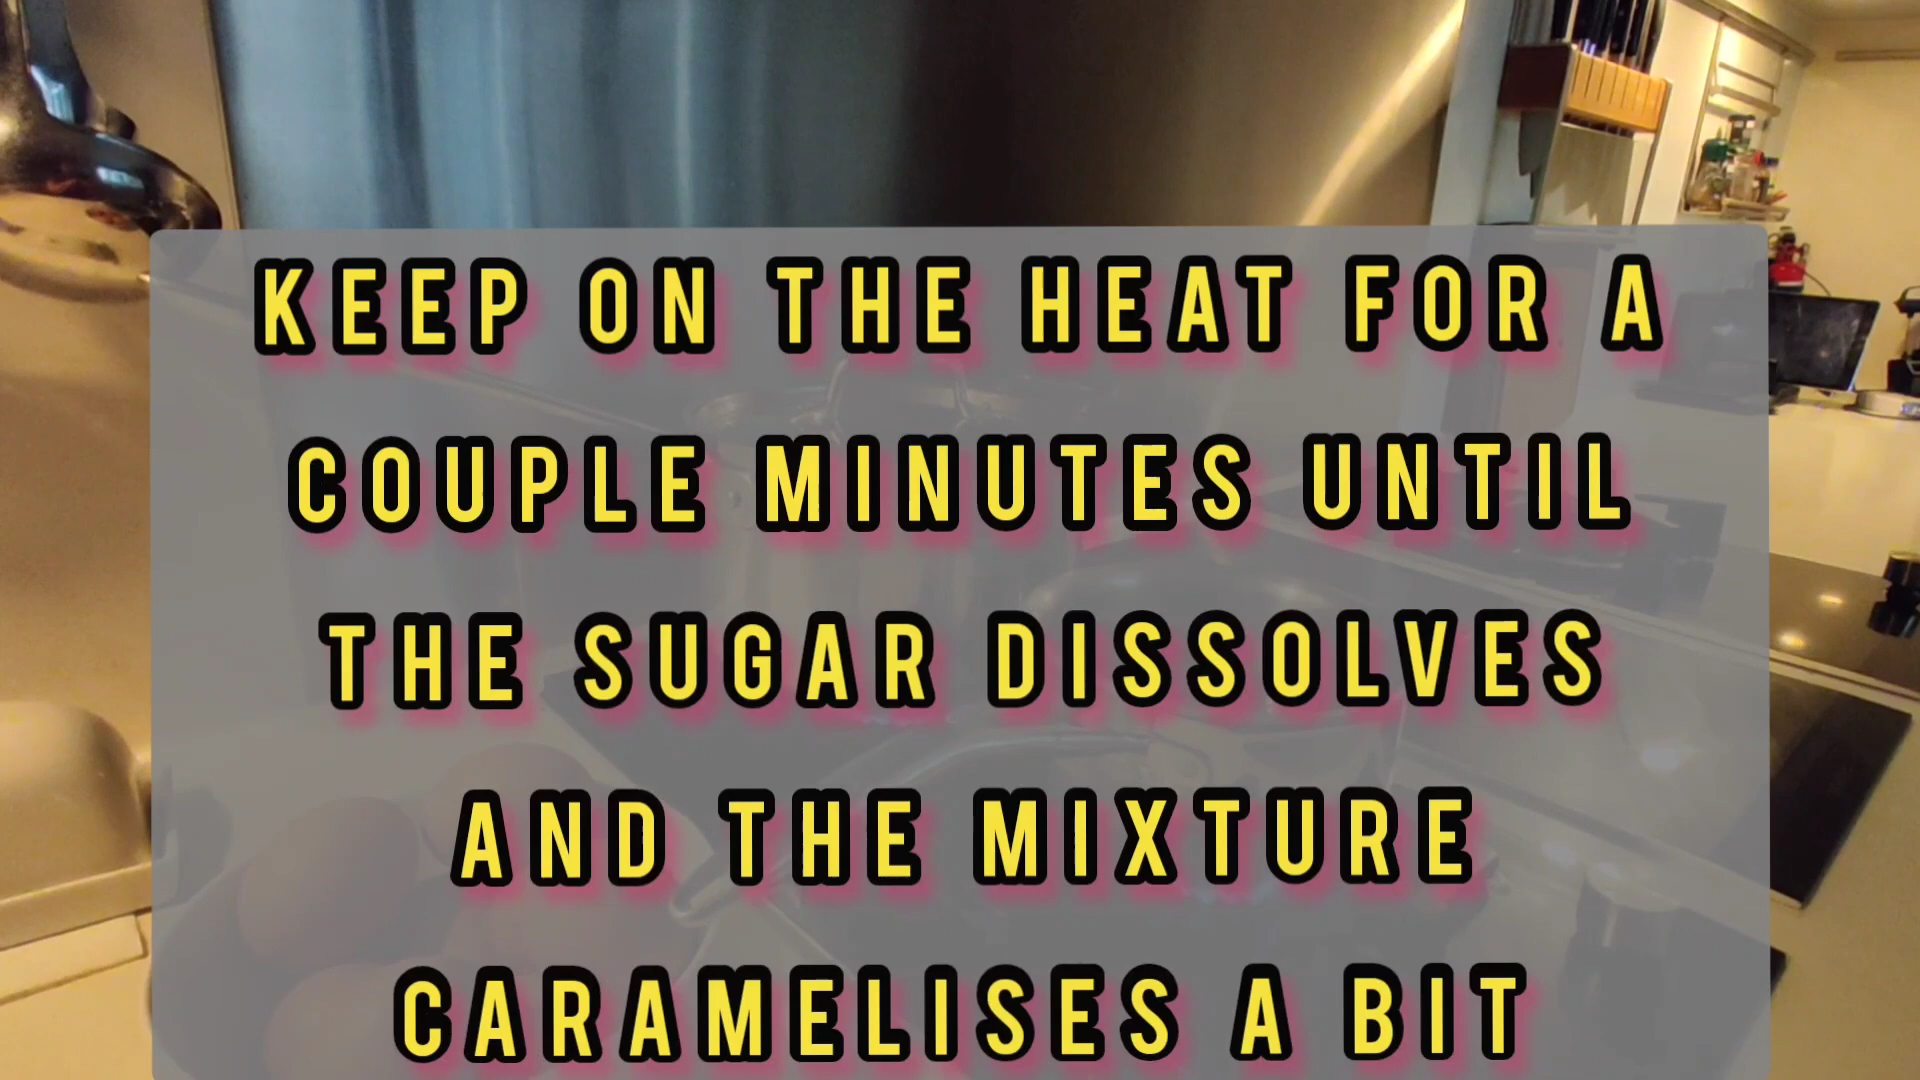 KEEP ON THE HEAT FOR A
COUPLE MINUTES UNTIL
THE SUGAR DISSOLVES
AND THE MIXTURE
CARAMELISES A BIT